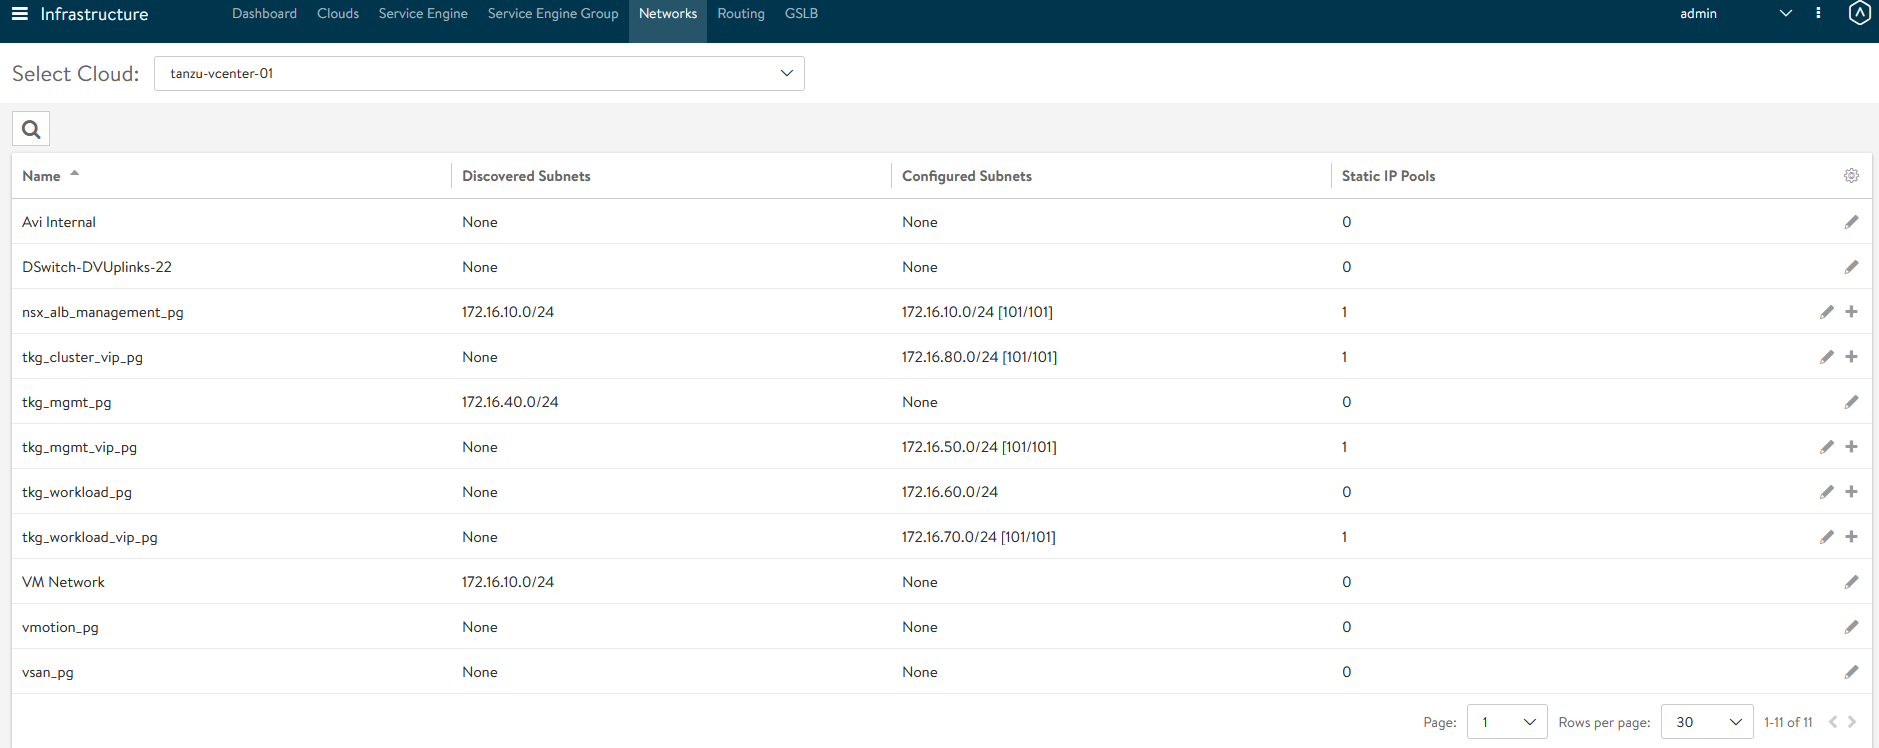 Infrastructure Dashboard Clouds Service Engine Service Engine Group Networks Routing GSLB admin
Select Cloud: tanzu-vcenter-01
Name Discovered Subnets Configured Subnets Static IP Pools
Avi Internal None None 0
DSwitch-DVUplinks-22 None None 0
nsx_alb_management_pg 172.16.10.0/24 172.16.10.0/24 [101/101] 1
tkg_cluster_vip_pg None 172.16.80.0/24 [101/101] 1
tkg_mgmt_pg 172.16.40.0/24 None 0
tkg_mgmt_vip_pg None 172.16.50.0/24 [101/101] 1
tkg_workload_pg None 172.16.60.0/24 0
tkg_workload_vip_pg None 172.16.70.0/24 [101/101] 1
VM Network 172.16.10.0/24 None 0
vmotion_pg None None 0
vsan_pg None None 0
Page: 1 Rows per page: 30 1-11 of 11